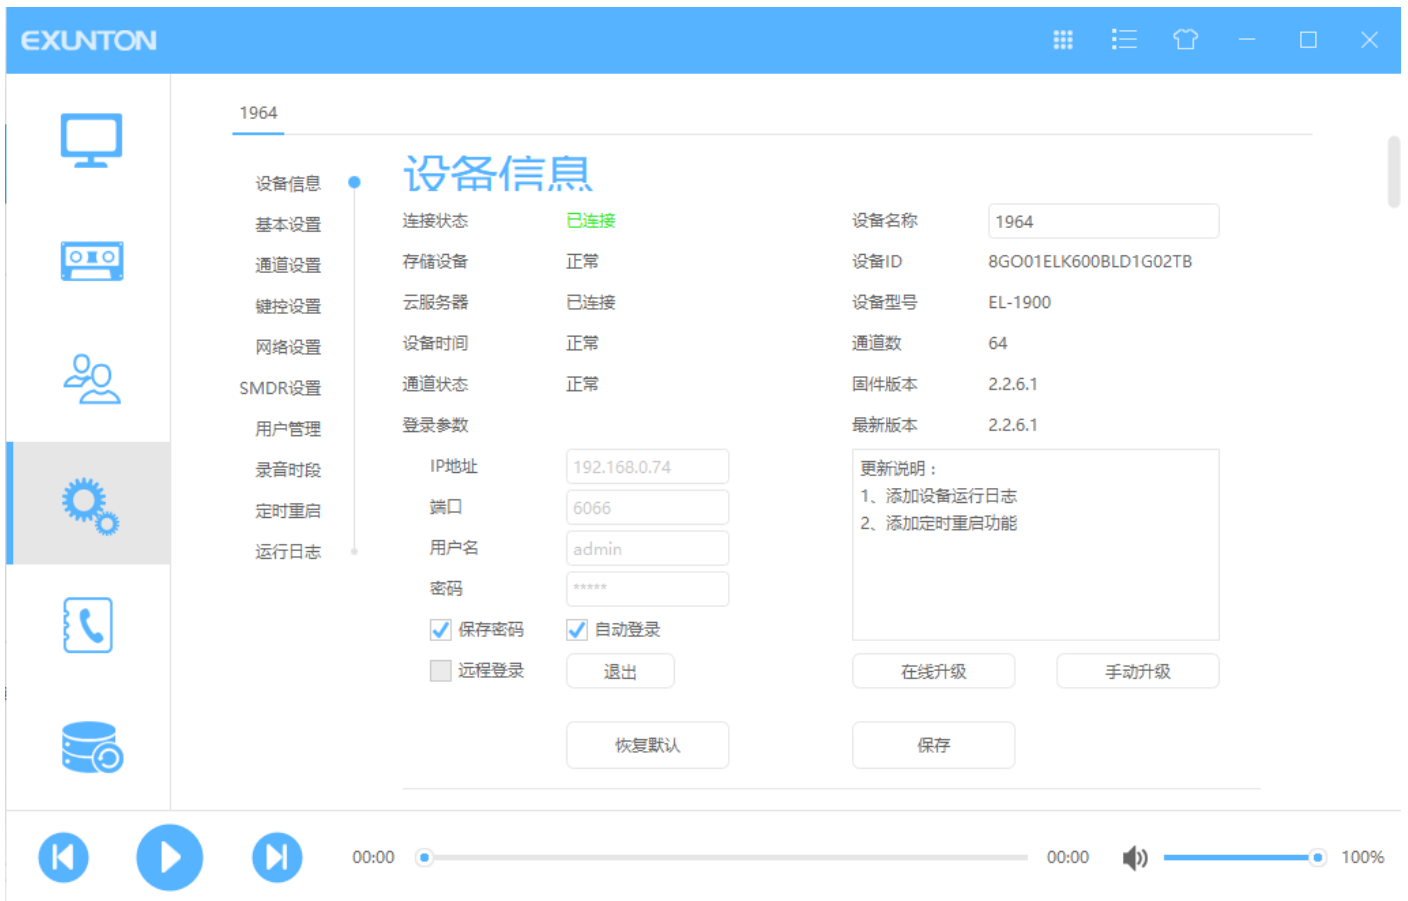 EXUNTON
1964
设备信息
基本设置
通道设置
键控设置
网络设置
SMDR设置
用户管理
录音时段
定时重启
运行日志
设备信息
连接状态 已连接
存储设备 正常
云服务器 已连接
设备时间 正常
通道状态 正常
登录参数
IP地址 192.168.0.74
端口 6066
用户名 admin
密码 *****
保存密码 自动登录
远程登录 退出
恢复默认
设备名称 1964
设备ID 8GO01ELK600BLD1G02TB
设备型号 EL-1900
通道数 64
固件版本 2.2.6.1
最新版本 2.2.6.1
更新说明：
1、添加设备运行日志
2、添加定时重启功能
在线升级 手动升级
保存
00:00 00:00 100%